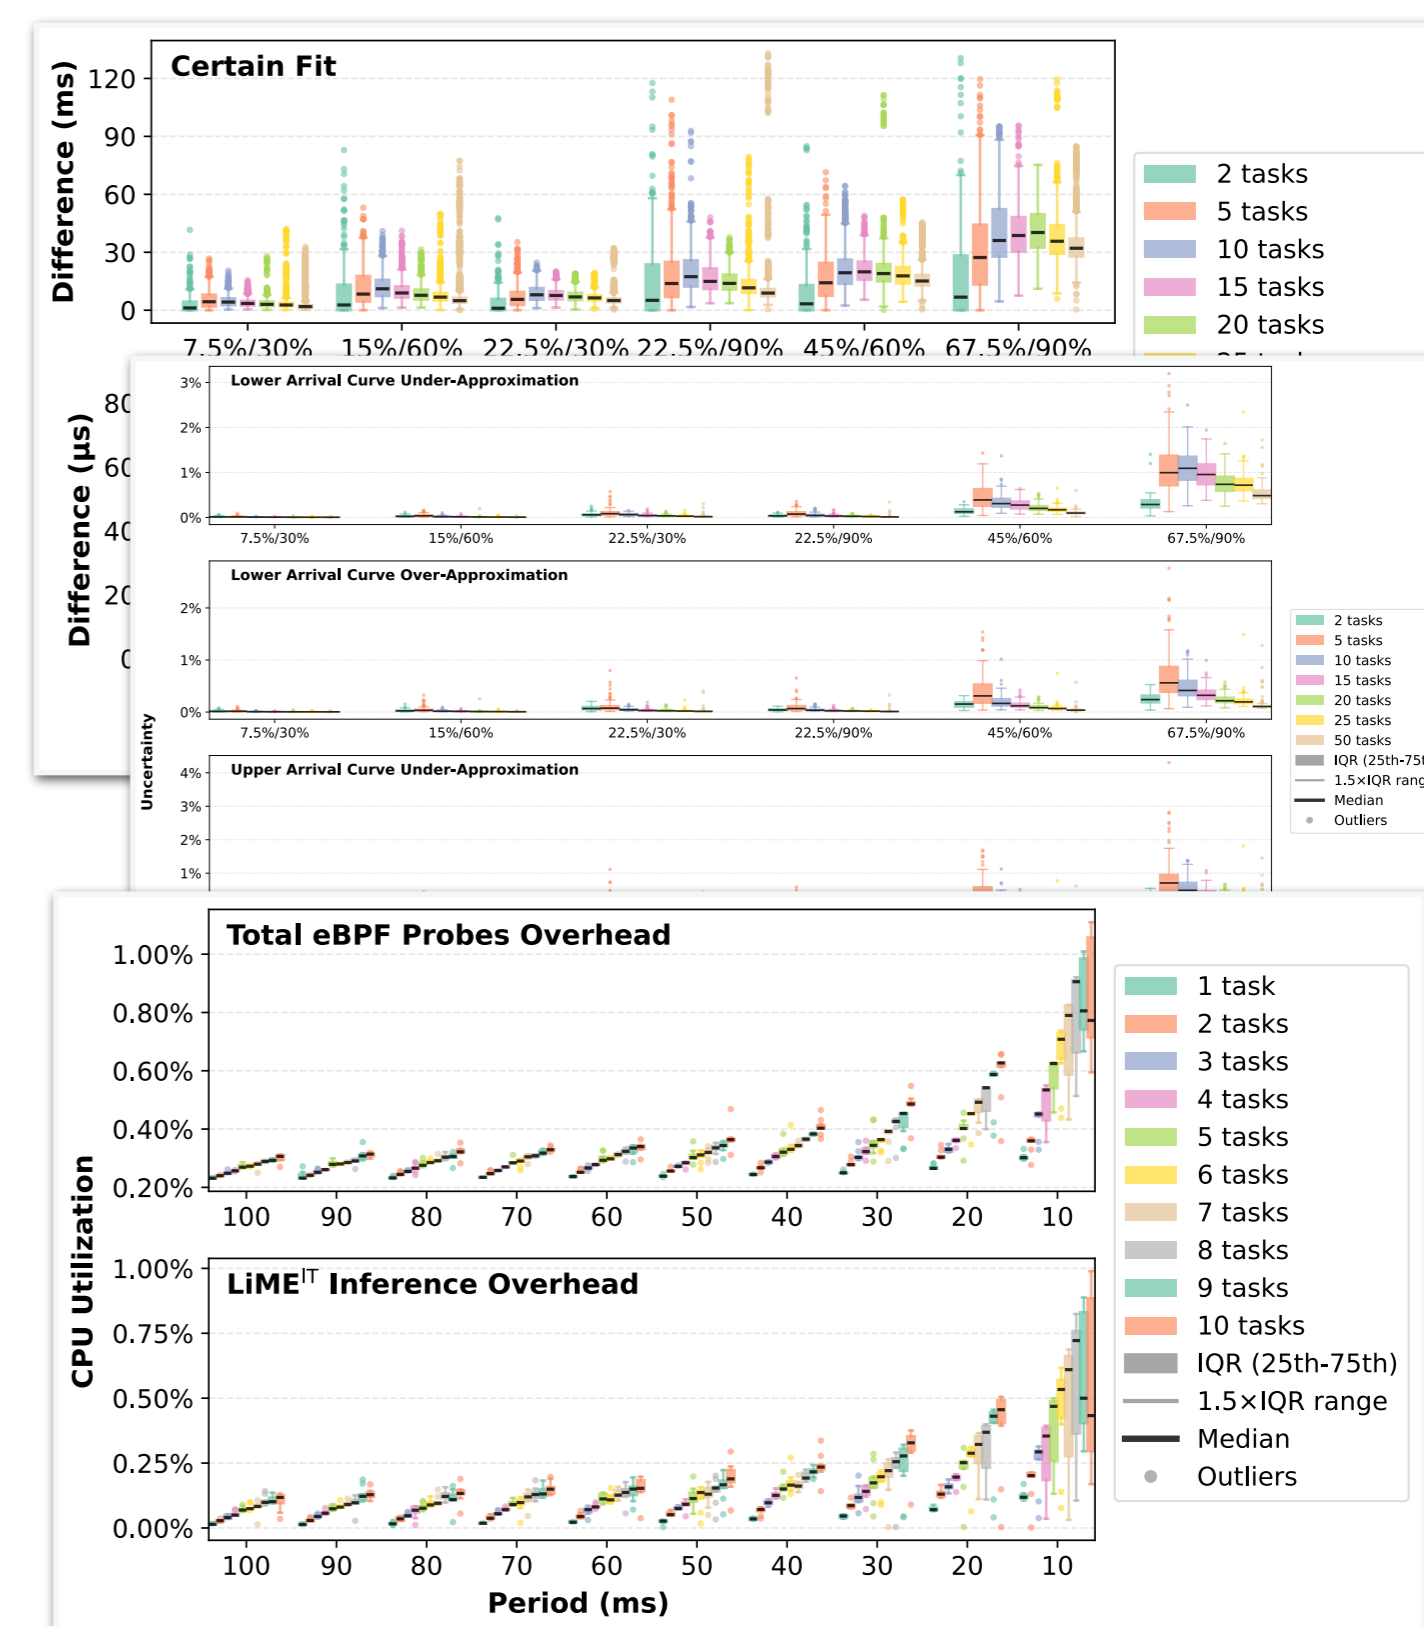 Certain Fit
Difference (ms)
120
90
60
30
0
7.5%/30% 15%/60% 22.5%/30% 22.5%/90% 45%/60% 67.5%/90%
2 tasks
5 tasks
10 tasks
15 tasks
20 tasks
Difference (µs)
80
60
40
20
0
Lower Arrival Curve Under-Approximation
3%
2%
1%
0%
7.5%/30% 15%/60% 22.5%/30% 22.5%/90% 45%/60% 67.5%/90%
Lower Arrival Curve Over-Approximation
2%
1%
0%
7.5%/30% 15%/60% 22.5%/30% 22.5%/90% 45%/60% 67.5%/90%
Uncertainty
Upper Arrival Curve Under-Approximation
4%
3%
2%
1%
2 tasks
5 tasks
10 tasks
15 tasks
20 tasks
25 tasks
50 tasks
IQR (25th-75t
1.5×IQR rang
Median
Outliers
Total eBPF Probes Overhead
1.00%
0.80%
0.60%
0.40%
0.20%
100 90 80 70 60 50 40 30 20 10
CPU Utilization
LiMEᴵᵀ Inference Overhead
1.00%
0.75%
0.50%
0.25%
0.00%
100 90 80 70 60 50 40 30 20 10
Period (ms)
1 task
2 tasks
3 tasks
4 tasks
5 tasks
6 tasks
7 tasks
8 tasks
9 tasks
10 tasks
IQR (25th-75th)
1.5×IQR range
Median
Outliers